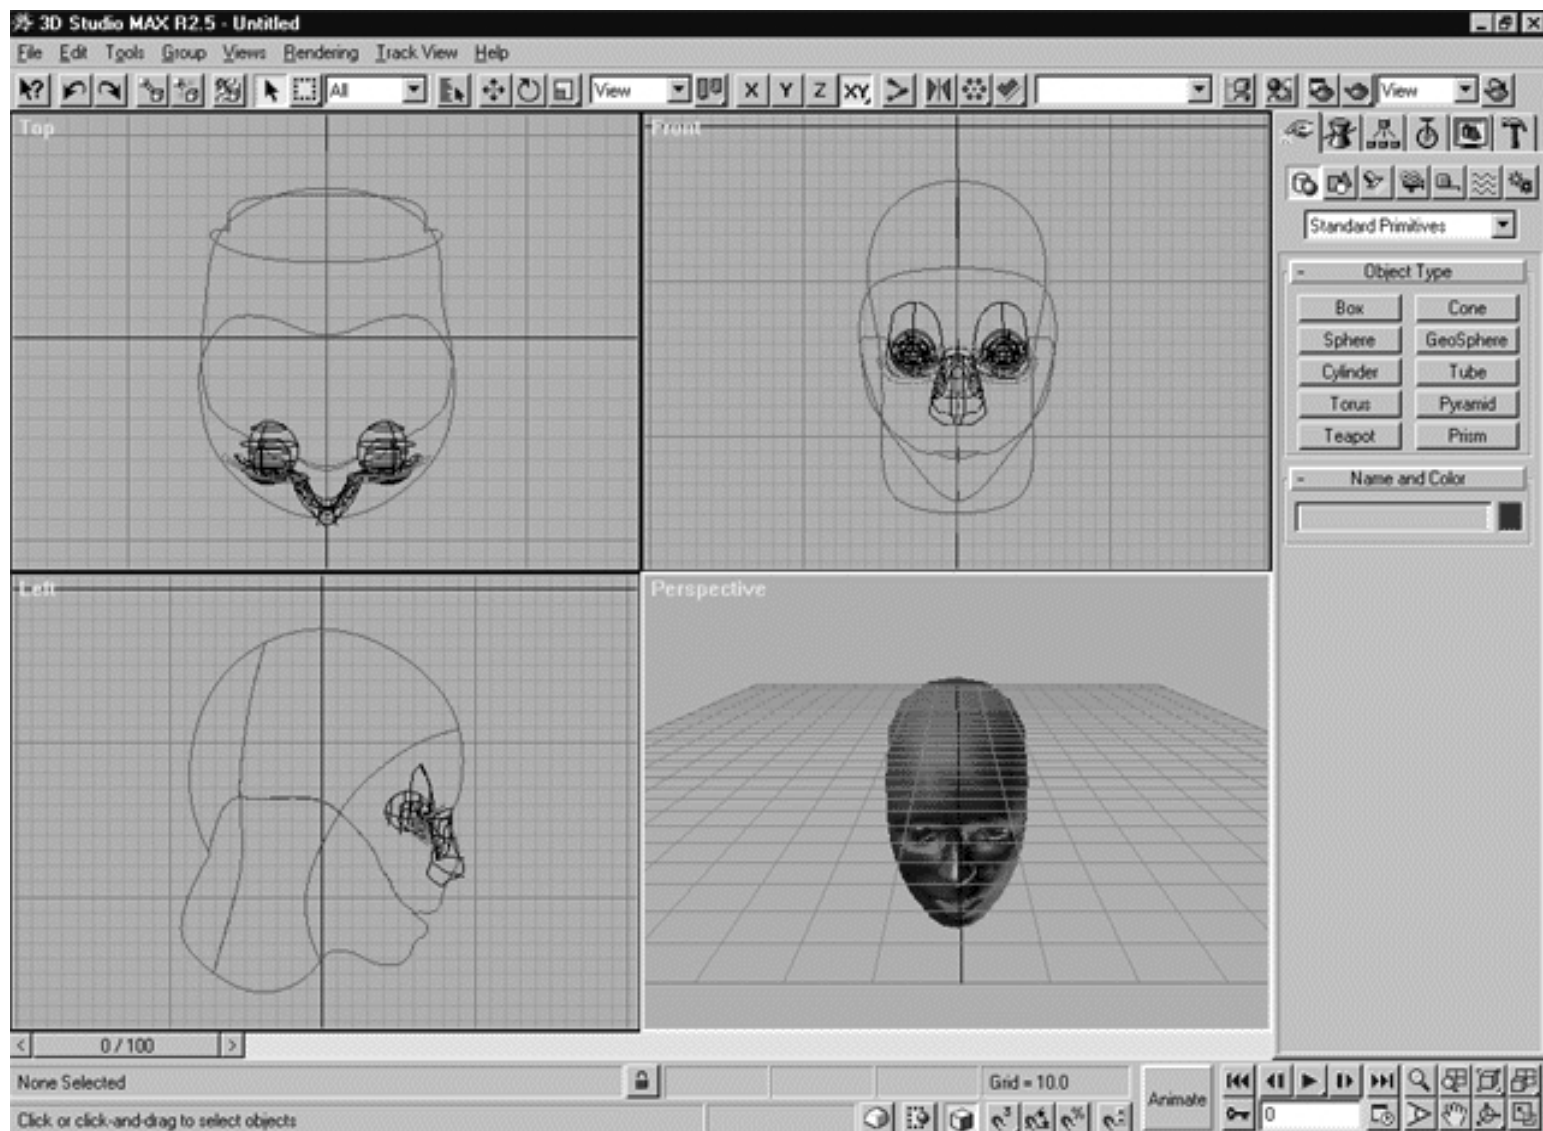 3D Studio MAX R2.5 - Untitled
File Edit Tools Group Views Rendering Track View Help
All View X Y Z XY View
Top
Front
Standard Primitives
- Object Type
Box Cone
Sphere GeoSphere
Cylinder Tube
Torus Pyramid
Teapot Prism
- Name and Color
Left
Perspective
< 0 / 100 >
None Selected
Grid = 10.0
Animate
0
Click or click-and-drag to select objects